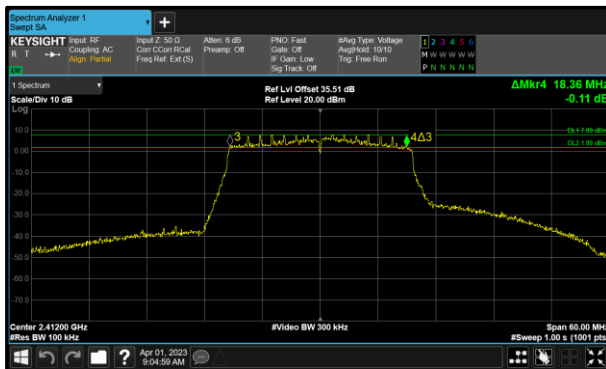 Spectrum Analyzer 1
Swept SA
KEYSIGHT
R T
Input: RF
Coupling: AC
Align: Partial
Input Z: 50 Ω
Corr CCorr RCal
Freq Ref: Ext (S)
Atten: 6 dB
Preamp: Off
PNO: Fast
Gate: Off
IF Gain: Low
Sig Track: Off
#Avg Type: Voltage
Avg|Hold: 10/10
Trig: Free Run
1 2 3 4 5 6
M W W W W W
P N N N N N
1 Spectrum
Scale/Div 10 dB
Log
Ref Lvl Offset 35.51 dB
Ref Level 20.00 dBm
ΔMkr4 18.36 MHz
-0.11 dB
10.0
0.00
-10.0
-20.0
-30.0
-40.0
-50.0
-60.0
-70.0
3
4Δ3
Center 2.41200 GHz
#Res BW 100 kHz
#Video BW 300 kHz
Span 60.00 MHz
#Sweep 1.00 s (1001 pts)
?
Apr 01, 2023
9:04:59 AM